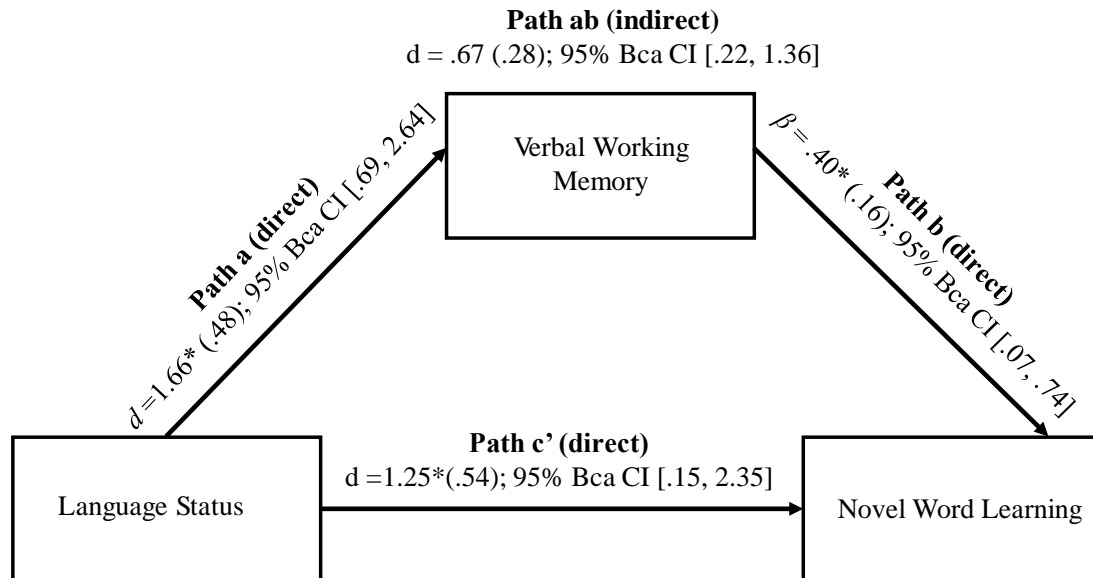 Path ab (indirect)
d = .67 (.28); 95% Bca CI [.22, 1.36]
Path a (direct)
d =1.66* (.48); 95% Bca CI [.69, 2.64]
Verbal Working
Memory
Path b (direct)
β = .40* (.16); 95% Bca CI [.07, .74]
Path c’ (direct)
d =1.25*(.54); 95% Bca CI [.15, 2.35]
Language Status
Novel Word Learning